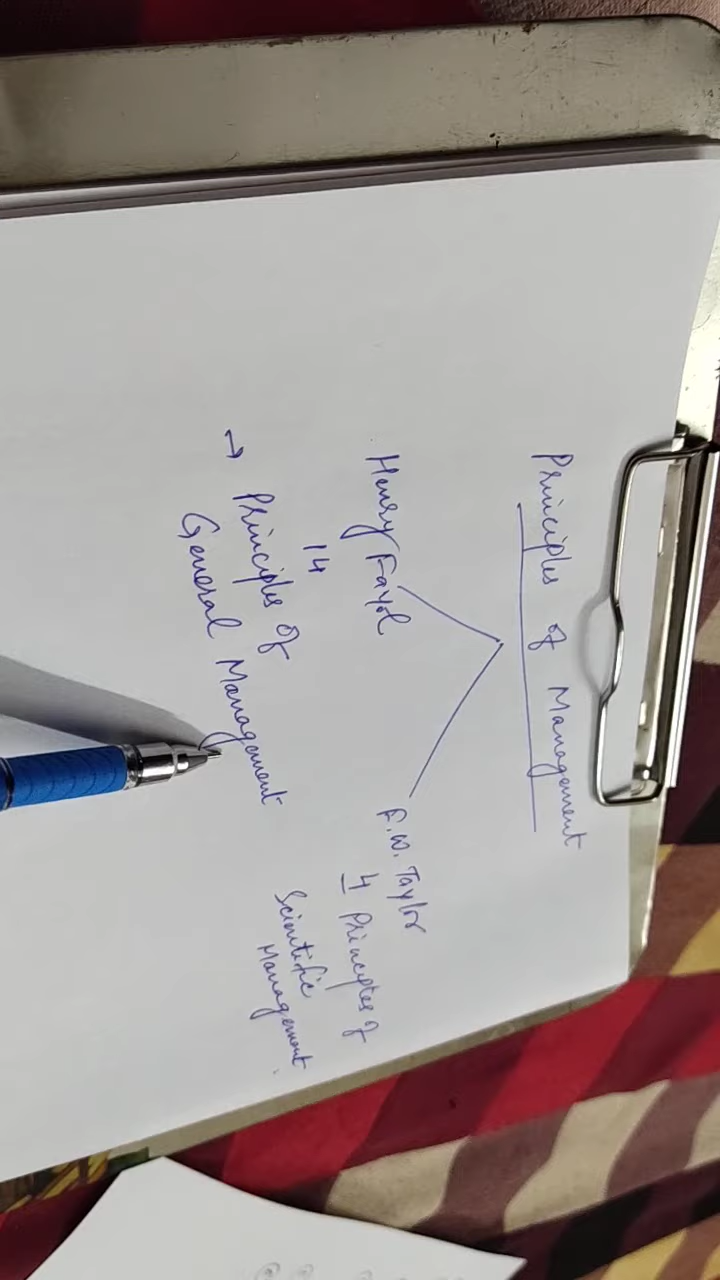 Principles of Management
Henry Fayol
14
→ Principles of
General Management
F.W. Taylor
4 Principles of
Scientific
Management.